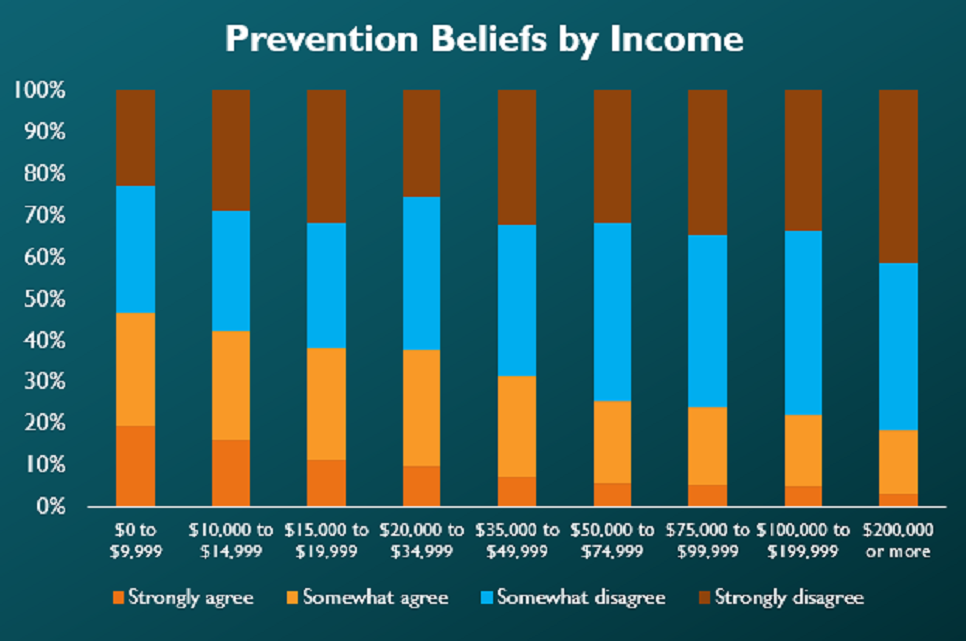 Prevention Beliefs by Income
100%
90%
80%
70%
60%
50%
40%
30%
20%
10%
0%
$0 to $10,000 to $15,000 to $20,000 to $35,000 to $50,000 to $75,000 to $100,000 to $200,000
$9,999 $14,999 $19,999 $34,999 $49,999 $74,999 $99,999 $199,999 or more
Strongly agree Somewhat agree Somewhat disagree Strongly disagree